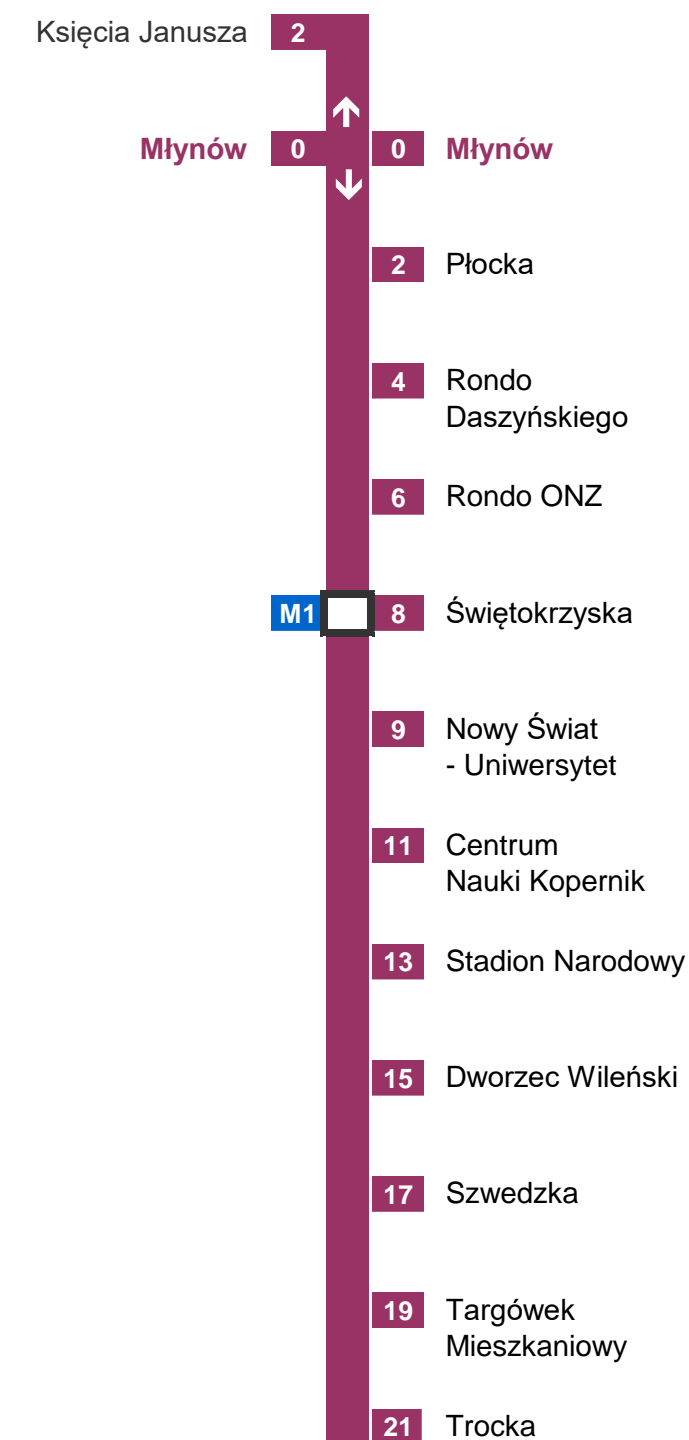 Księcia Janusza 2
Młynów 0 0 Młynów
2 Płocka
4 Rondo
Daszyńskiego
6 Rondo ONZ
M1 8 Świętokrzyska
9 Nowy Świat
- Uniwersytet
11 Centrum
Nauki Kopernik
13 Stadion Narodowy
15 Dworzec Wileński
17 Szwedzka
19 Targówek
Mieszkaniowy
21 Trocka